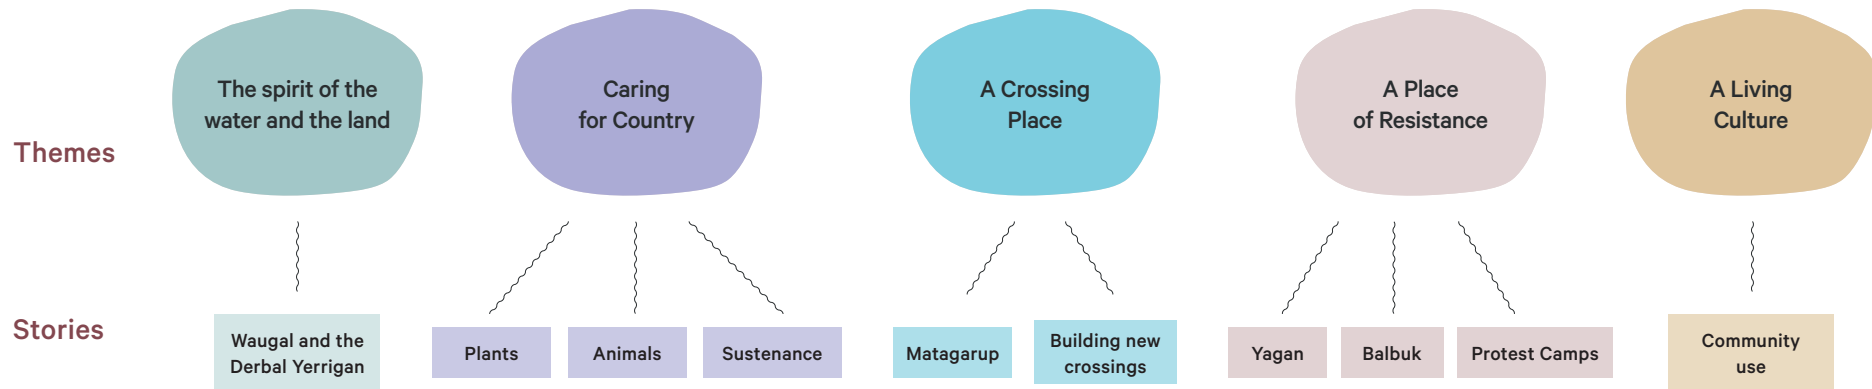 Themes
The spirit of the
water and the land
Caring
for Country
A Crossing
Place
A Place
of Resistance
A Living
Culture
Stories
Waugal and the
Derbal Yerrigan
Plants
Animals
Sustenance
Matagarup
Building new
crossings
Yagan
Balbuk
Protest Camps
Community
use